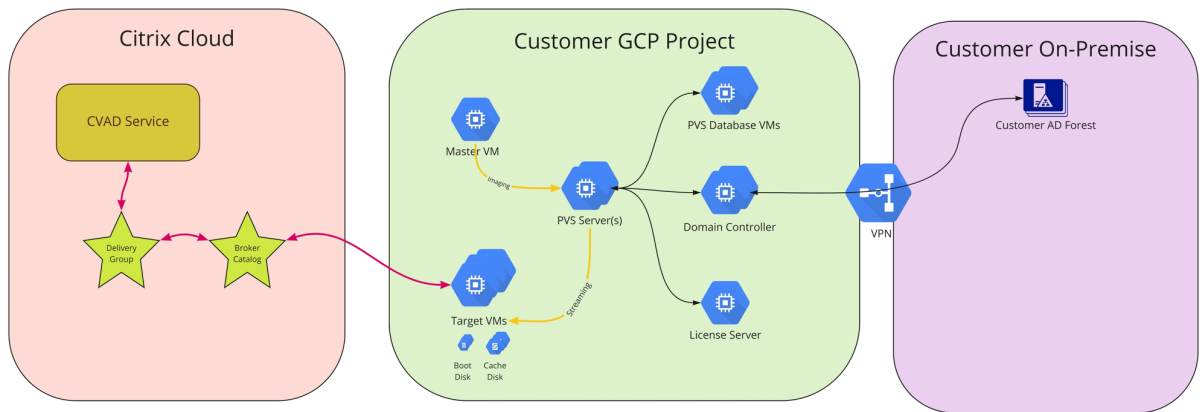 Citrix Cloud
CVAD Service
Delivery
Group
Broker
Catalog
Customer GCP Project
Master VM
Imaging
PVS Server(s)
Streaming
Target VMs
Boot
Disk
Cache
Disk
PVS Database VMs
Domain Controller
License Server
VPN
Customer On-Premise
Customer AD Forest